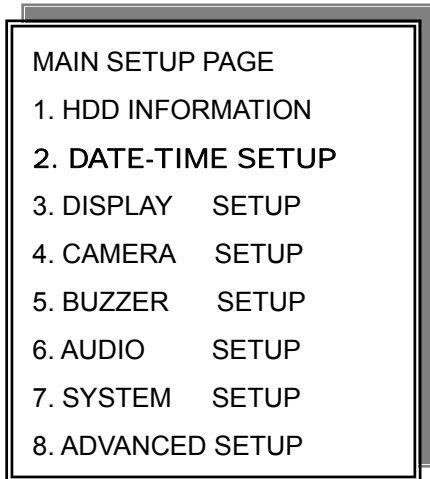 MAIN SETUP PAGE
1. HDD INFORMATION
2. DATE-TIME SETUP
3. DISPLAY SETUP
4. CAMERA SETUP
5. BUZZER SETUP
6. AUDIO SETUP
7. SYSTEM SETUP
8. ADVANCED SETUP